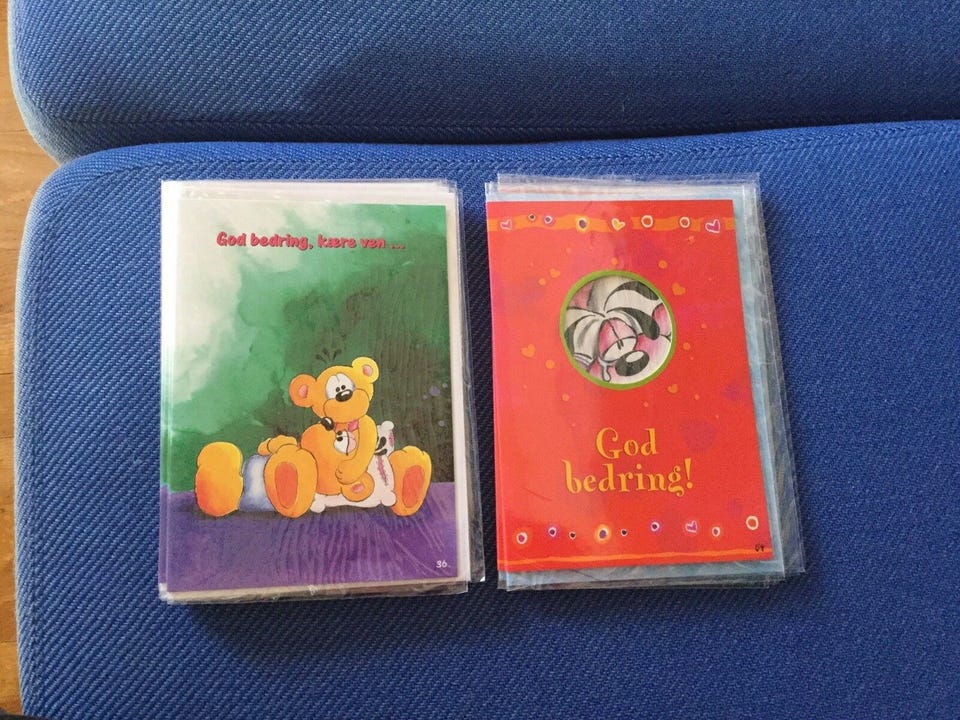 God bedring, kære ven ...
36
God
bedring!